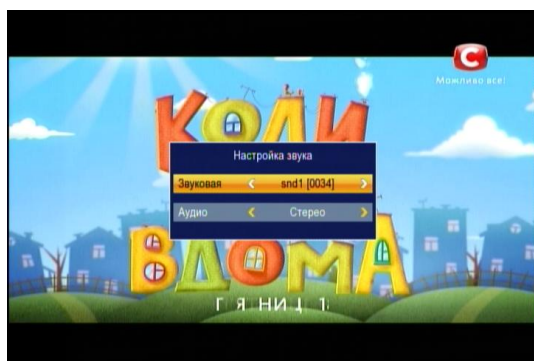 Можливо все!
КОЛИ
Настройка звука
Звуковая snd1 [0034]
Аудио Стерео
ВДОМА